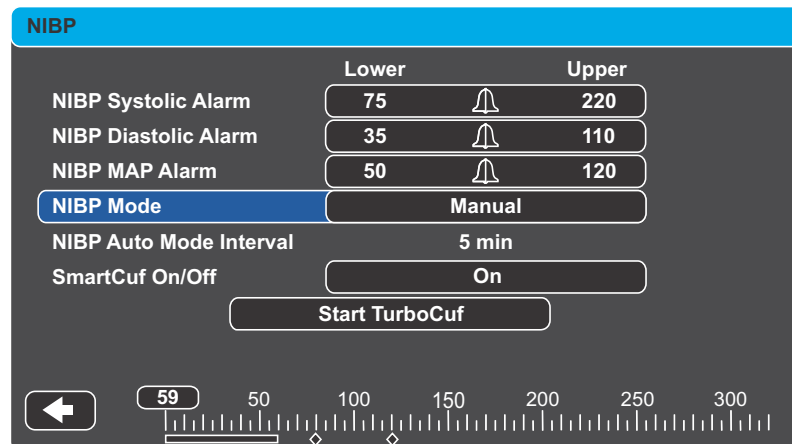 NIBP
Lower Upper
NIBP Systolic Alarm 75 220
NIBP Diastolic Alarm 35 110
NIBP MAP Alarm 50 120
NIBP Mode Manual
NIBP Auto Mode Interval 5 min
SmartCuf On/Off On
Start TurboCuf
59 50 100 150 200 250 300